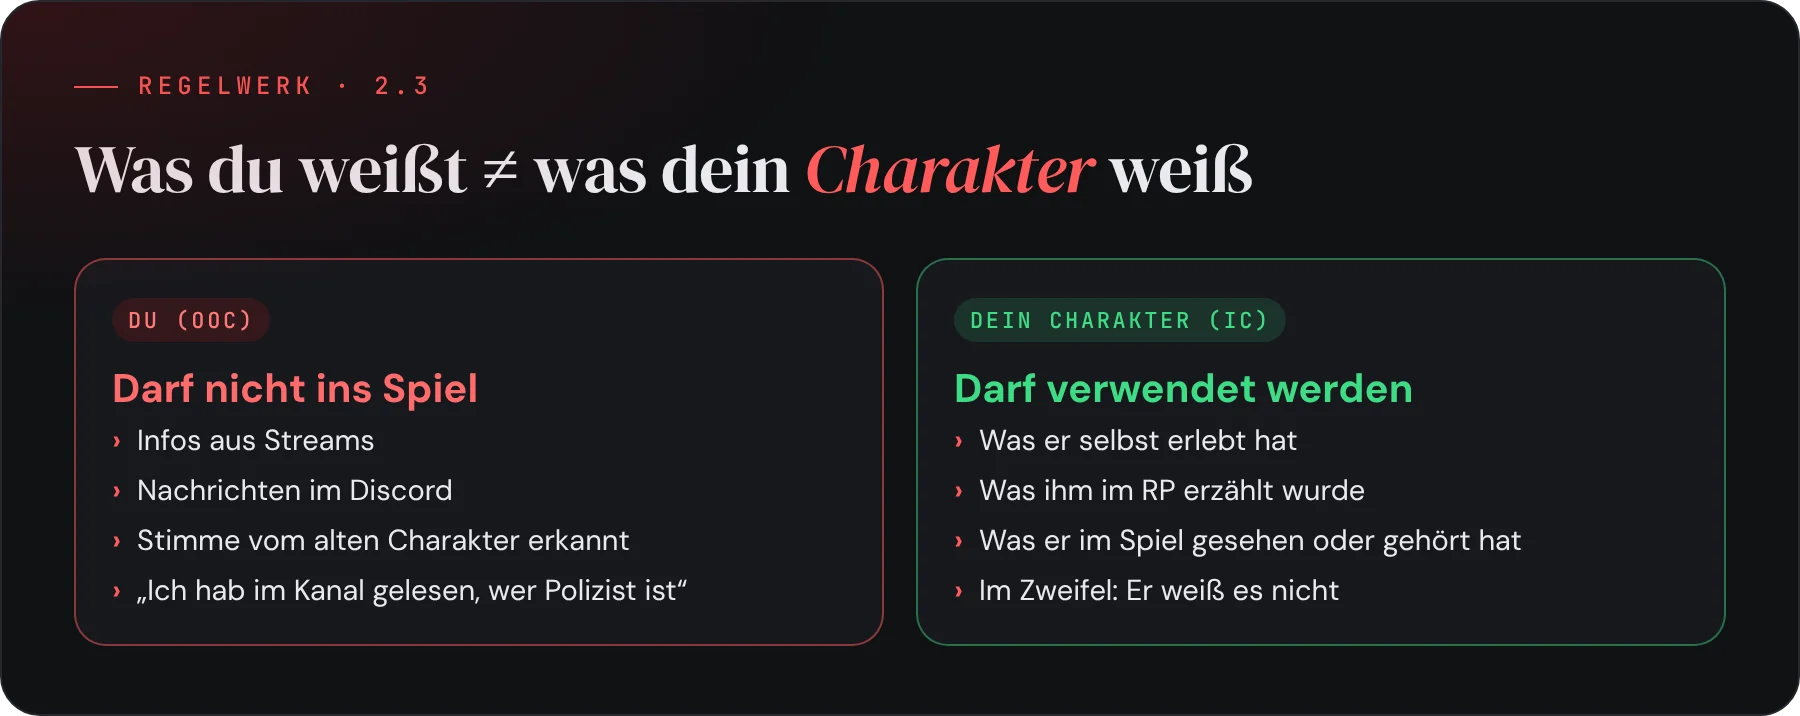 REGELWERK · 2.3
Was du weißt ≠ was dein Charakter weiß
DU (OOC)
Darf nicht ins Spiel
› Infos aus Streams
› Nachrichten im Discord
› Stimme vom alten Charakter erkannt
› „Ich hab im Kanal gelesen, wer Polizist ist“
DEIN CHARAKTER (IC)
Darf verwendet werden
› Was er selbst erlebt hat
› Was ihm im RP erzählt wurde
› Was er im Spiel gesehen oder gehört hat
› Im Zweifel: Er weiß es nicht